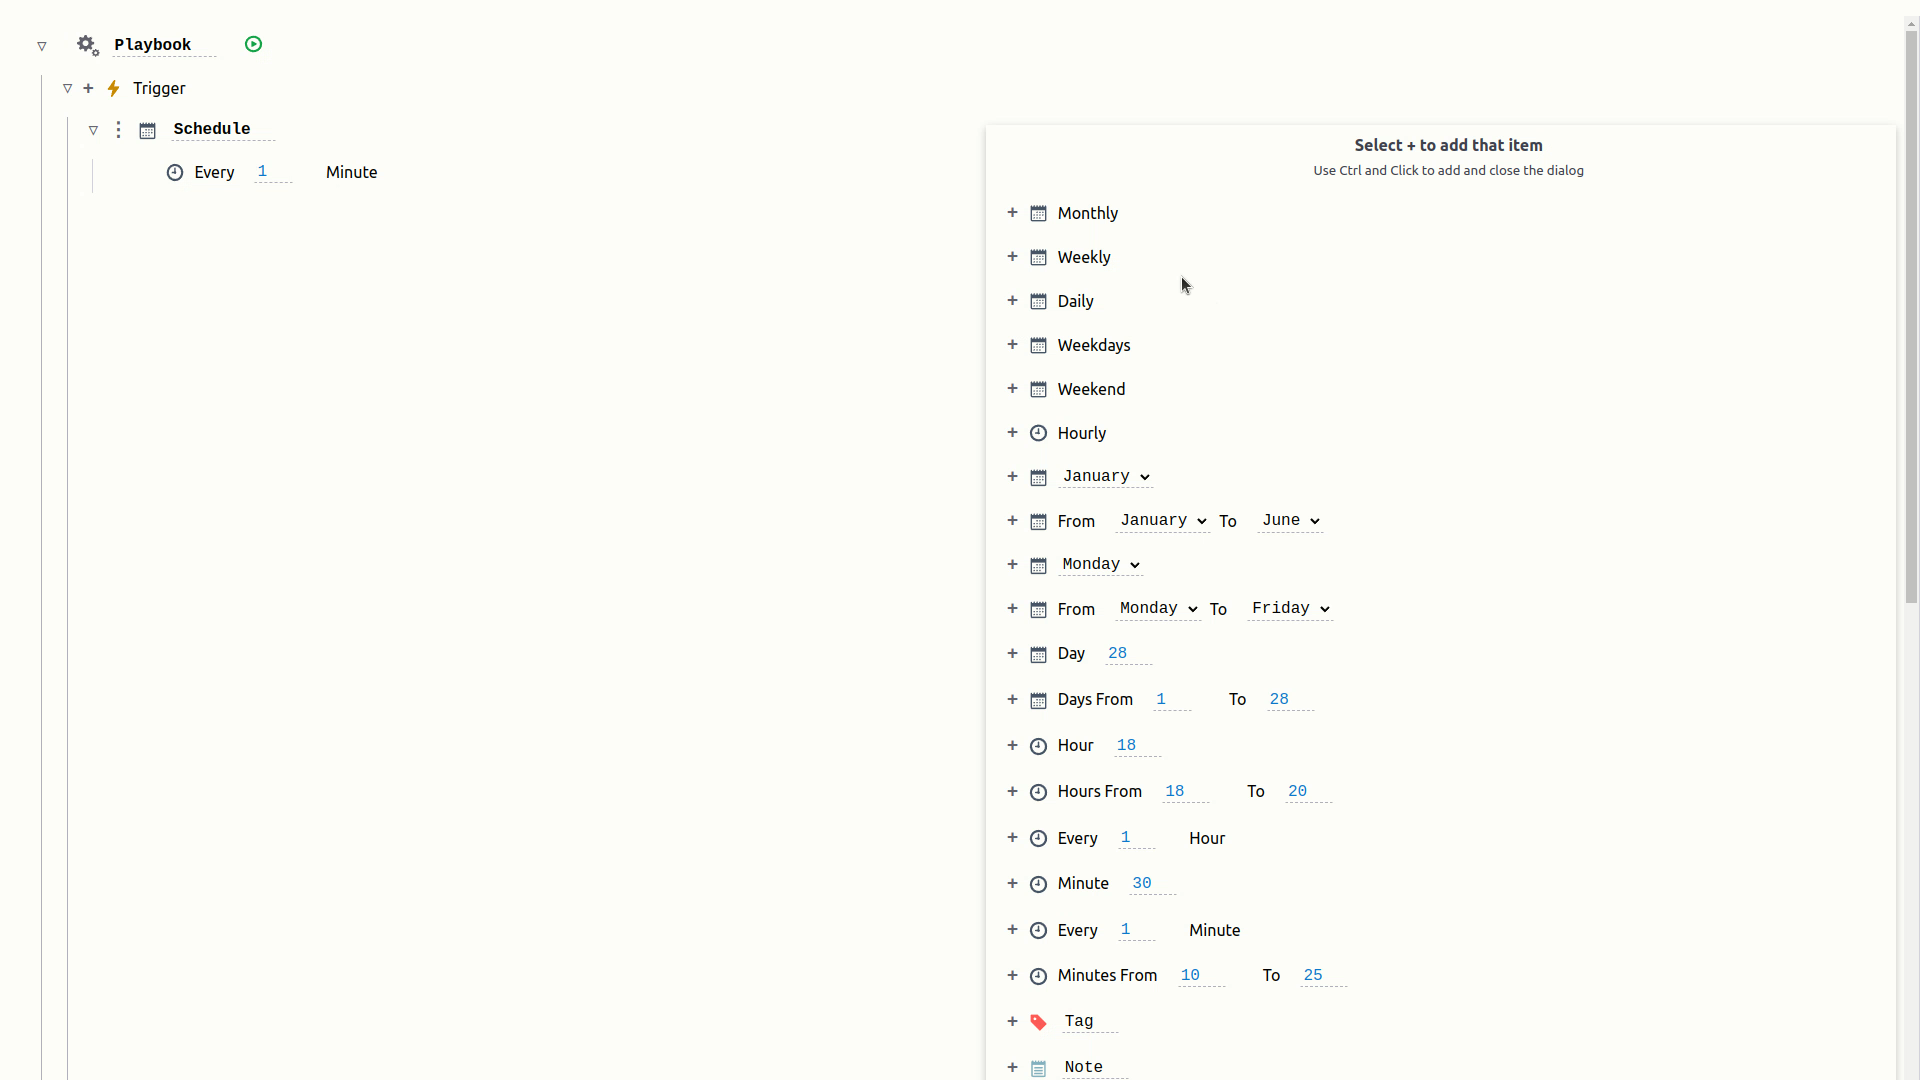 Playbook
Trigger
Schedule
Every 1 Minute
Select + to add that item
Use Ctrl and Click to add and close the dialog
+ Monthly
+ Weekly
+ Daily
+ Weekdays
+ Weekend
+ Hourly
+ January
+ From January To June
+ Monday
+ From Monday To Friday
+ Day 28
+ Days From 1 To 28
+ Hour 18
+ Hours From 18 To 20
+ Every 1 Hour
+ Minute 30
+ Every 1 Minute
+ Minutes From 10 To 25
+ Tag
+ Note